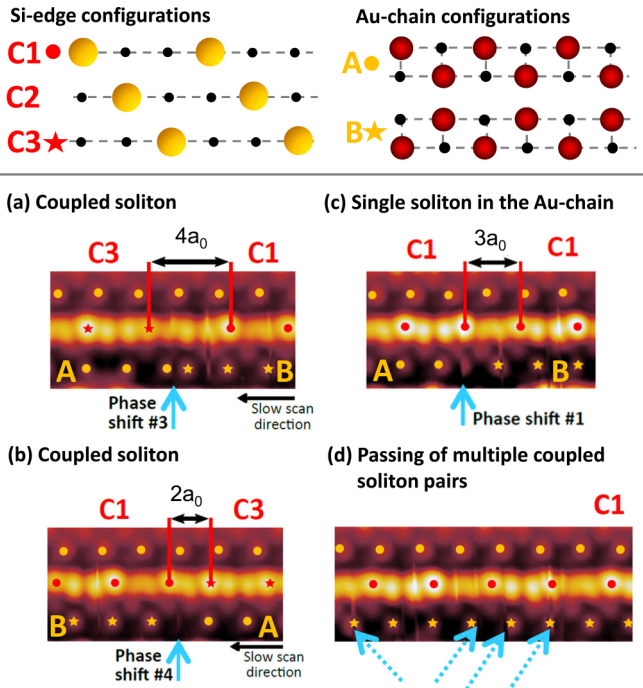 Si-edge configurations
Au-chain configurations
C1
C2
C3
A
B
(a) Coupled soliton
4a₀
C3
C1
A
B
Phase
shift #3
Slow scan
direction
(c) Single soliton in the Au-chain
3a₀
C1
C1
A
B
Phase shift #1
(b) Coupled soliton
2a₀
C1
C3
B
A
Phase
shift #4
Slow scan
direction
(d) Passing of multiple coupled
soliton pairs
C1